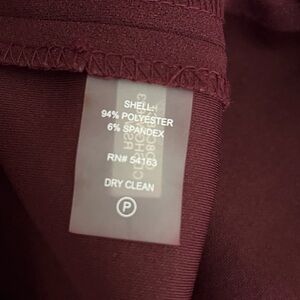 SHELL:
94% POLYESTER
6% SPANDEX
RN# 54163
DRY CLEAN
P